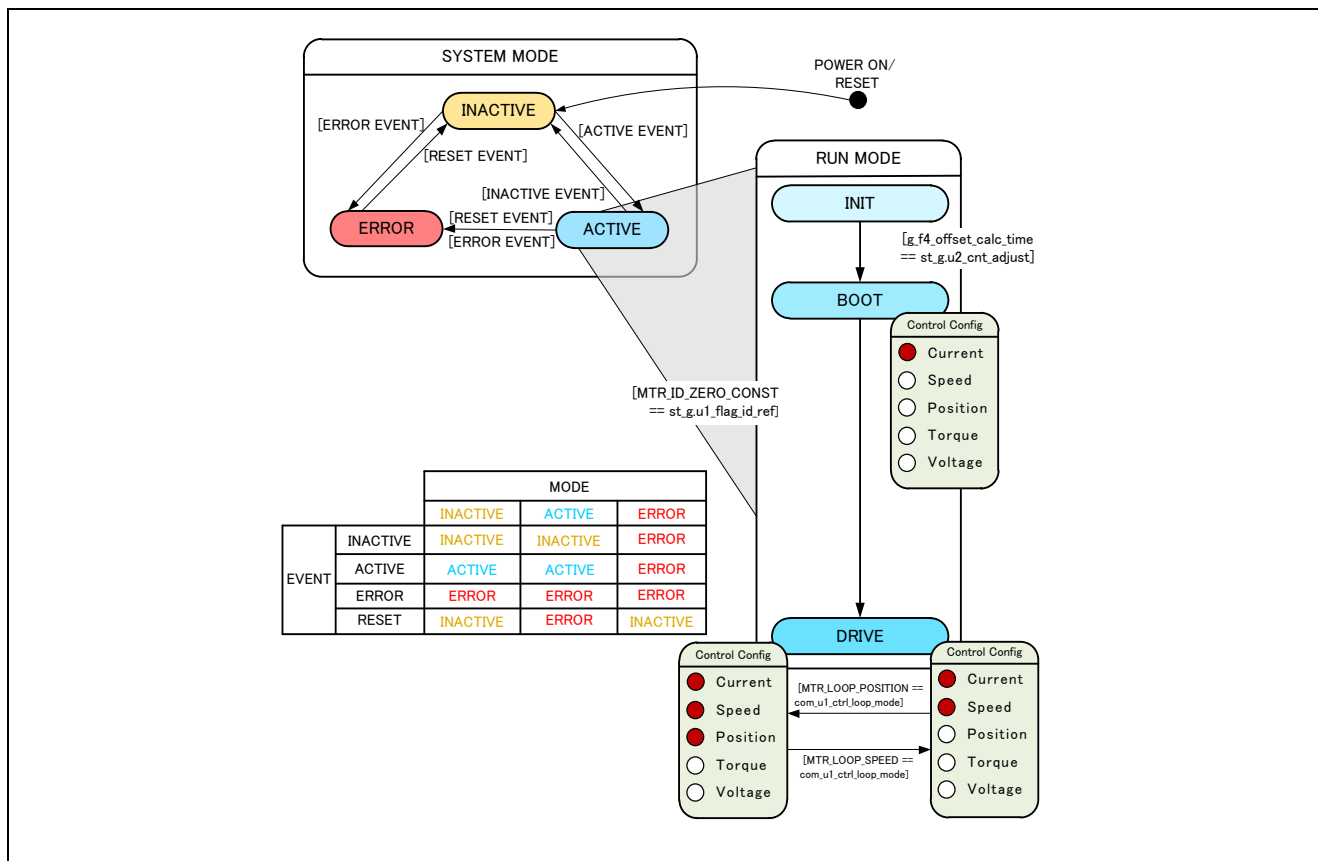 SYSTEM MODE
POWER ON/
RESET
INACTIVE
[ERROR EVENT]
[ACTIVE EVENT]
[RESET EVENT]
[INACTIVE EVENT]
[RESET EVENT]
[ERROR EVENT]
ERROR
ACTIVE
RUN MODE
INIT
[g_f4_offset_calc_time
== st_g.u2_cnt_adjust]
BOOT
Control Config
Current
Speed
Position
Torque
Voltage
[MTR_ID_ZERO_CONST
== st_g.u1_flag_id_ref]
MODE
INACTIVE ACTIVE ERROR
EVENT
INACTIVE INACTIVE INACTIVE ERROR
ACTIVE ACTIVE ACTIVE ERROR
ERROR ERROR ERROR ERROR
RESET INACTIVE ERROR INACTIVE
DRIVE
Control Config
Current
Speed
Position
Torque
Voltage
[MTR_LOOP_POSITION ==
com_u1_ctrl_loop_mode]
[MTR_LOOP_SPEED ==
com_u1_ctrl_loop_mode]
Control Config
Current
Speed
Position
Torque
Voltage